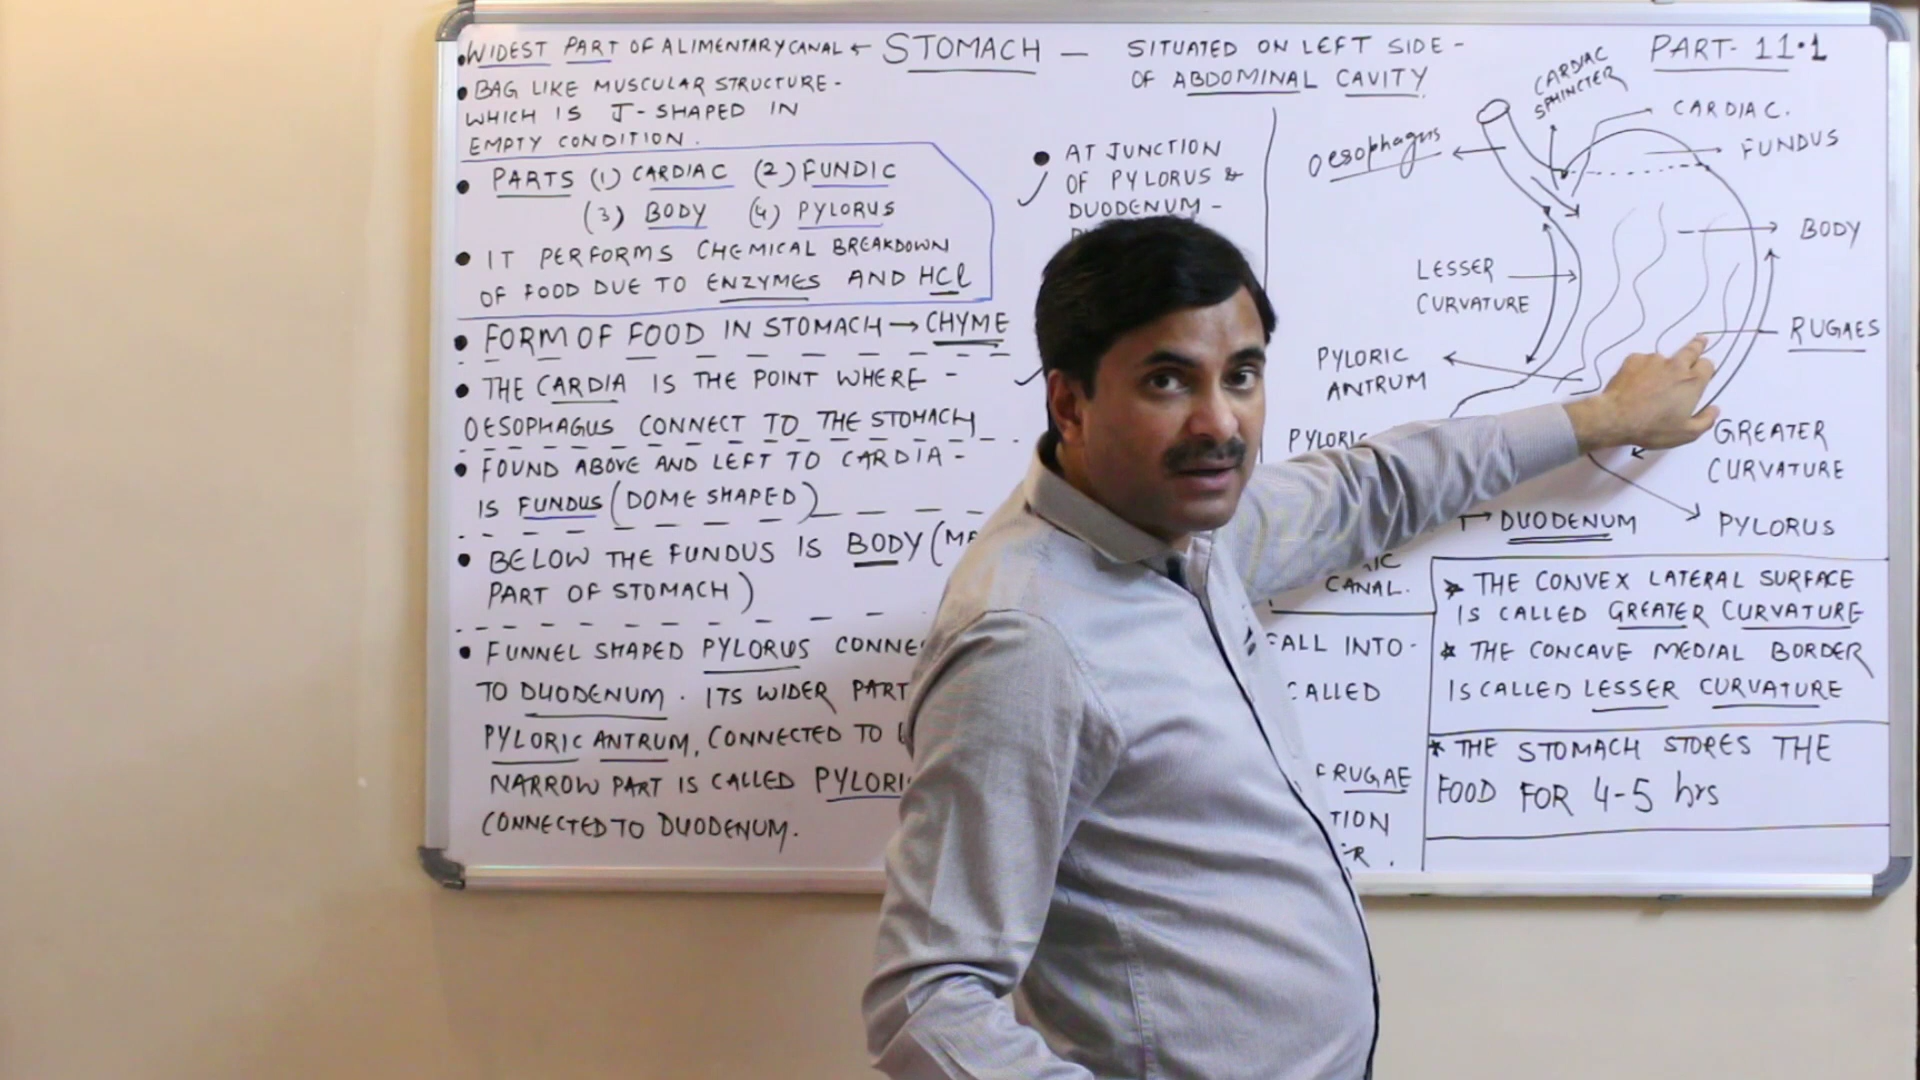 • WIDEST PART OF ALIMENTARY CANAL ← STOMACH — SITUATED ON LEFT SIDE -
OF ABDOMINAL CAVITY
PART- 11.1
• BAG LIKE MUSCULAR STRUCTURE -
WHICH IS J-SHAPED IN
EMPTY CONDITION.
• PARTS (1) CARDIAC (2) FUNDIC
(3) BODY (4) PYLORUS
• IT PERFORMS CHEMICAL BREAKDOWN
OF FOOD DUE TO ENZYMES AND HCl
• FORM OF FOOD IN STOMACH → CHYME
• THE CARDIA IS THE POINT WHERE -
OESOPHAGUS CONNECT TO THE STOMACH
• FOUND ABOVE AND LEFT TO CARDIA -
IS FUNDUS (DOME SHAPED)
• BELOW THE FUNDUS IS BODY (
PART OF STOMACH)
• FUNNEL SHAPED PYLORUS
TO DUODENUM. ITS WIDER PART
PYLORIC ANTRUM, CONNECTED TO
NARROW PART IS CALLED
CONNECTED TO DUODENUM.
• AT JUNCTION
OF PYLORUS &
DUODENUM -
FALL INTO -
CALLED
RUGAE
CARDIAC
SPHINCTER
CARDIAC.
FUNDUS
Oesophagus
BODY
LESSER
CURVATURE
RUGAES
PYLORIC
ANTRUM
PYLORIC
CANAL.
GREATER
CURVATURE
DUODENUM
PYLORUS
THE CONVEX LATERAL SURFACE
IS CALLED GREATER CURVATURE
* THE CONCAVE MEDIAL BORDER
IS CALLED LESSER CURVATURE
* THE STOMACH STORES THE
FOOD FOR 4-5 hrs